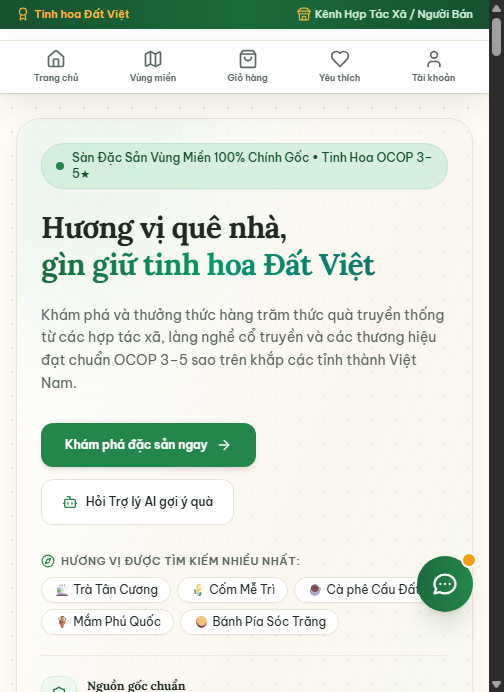 Tinh hoa Đất Việt
Kênh Hợp Tác Xã / Người Bán
Trang chủ
Vùng miền
Giỏ hàng
Yêu thích
Tài khoản
Sàn Đặc Sản Vùng Miền 100% Chính Gốc • Tinh Hoa OCOP 3–
5★
Hương vị quê nhà,
gìn giữ tinh hoa Đất Việt
Khám phá và thưởng thức hàng trăm thức quà truyền thống
từ các hợp tác xã, làng nghề cổ truyền và các thương hiệu
đạt chuẩn OCOP 3–5 sao trên khắp các tỉnh thành Việt
Nam.
Khám phá đặc sản ngay
Hỏi Trợ lý AI gợi ý quà
HƯƠNG VỊ ĐƯỢC TÌM KIẾM NHIỀU NHẤT:
Trà Tân Cương
Cốm Mễ Trì
Cà phê Cầu Đất
Mắm Phú Quốc
Bánh Pía Sóc Trăng
Nguồn gốc chuẩn